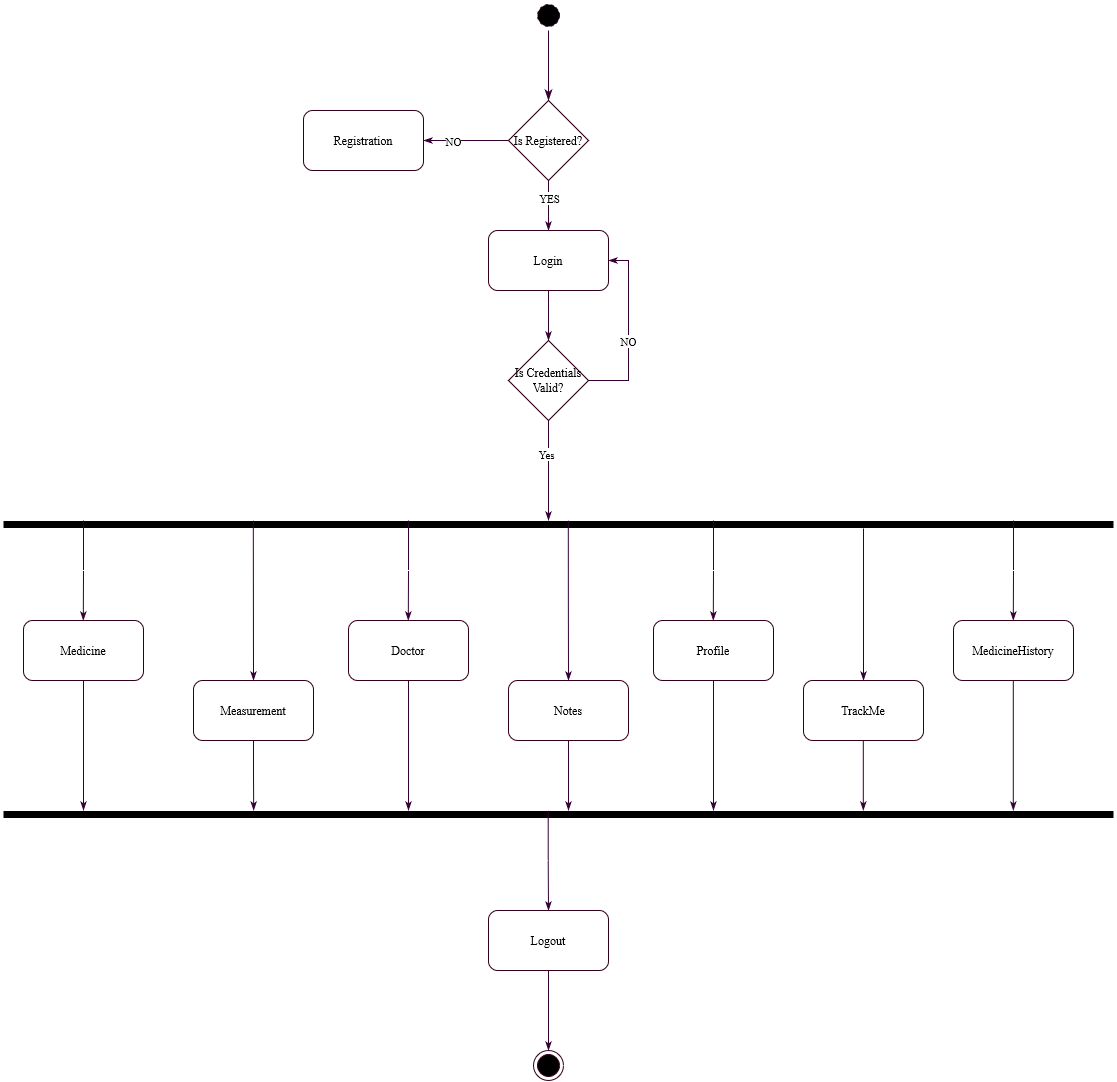 Is Registered?
NO
Registration
YES
Login
NO
Is Credentials
Valid?
Yes
Medicine
Doctor
Profile
MedicineHistory
Measurement
Notes
TrackMe
Logout